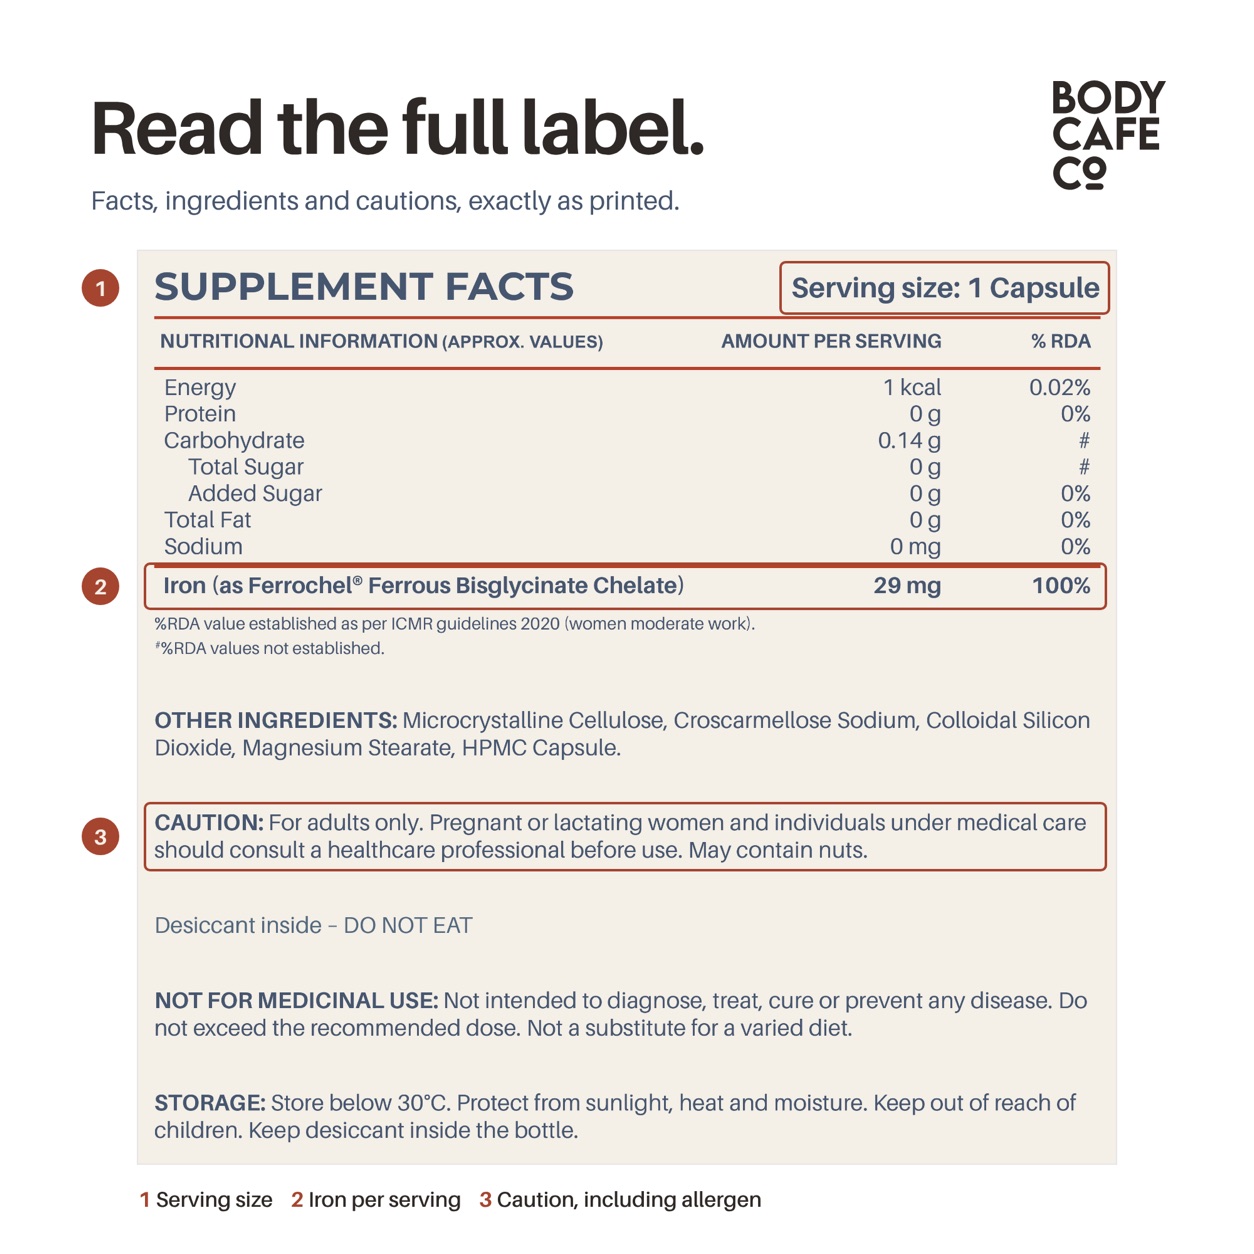 Read the full label.
BODY
CAFE
CO
Facts, ingredients and cautions, exactly as printed.
1
SUPPLEMENT FACTS Serving size: 1 Capsule
NUTRITIONAL INFORMATION (APPROX. VALUES) AMOUNT PER SERVING % RDA
Energy 1 kcal 0.02%
Protein 0 g 0%
Carbohydrate 0.14 g #
Total Sugar 0 g #
Added Sugar 0 g 0%
Total Fat 0 g 0%
Sodium 0 mg 0%
2
Iron (as Ferrochel® Ferrous Bisglycinate Chelate) 29 mg 100%
%RDA value established as per ICMR guidelines 2020 (women moderate work).
#%RDA values not established.
OTHER INGREDIENTS: Microcrystalline Cellulose, Croscarmellose Sodium, Colloidal Silicon
Dioxide, Magnesium Stearate, HPMC Capsule.
3
CAUTION: For adults only. Pregnant or lactating women and individuals under medical care
should consult a healthcare professional before use. May contain nuts.
Desiccant inside – DO NOT EAT
NOT FOR MEDICINAL USE: Not intended to diagnose, treat, cure or prevent any disease. Do
not exceed the recommended dose. Not a substitute for a varied diet.
STORAGE: Store below 30°C. Protect from sunlight, heat and moisture. Keep out of reach of
children. Keep desiccant inside the bottle.
1 Serving size 2 Iron per serving 3 Caution, including allergen